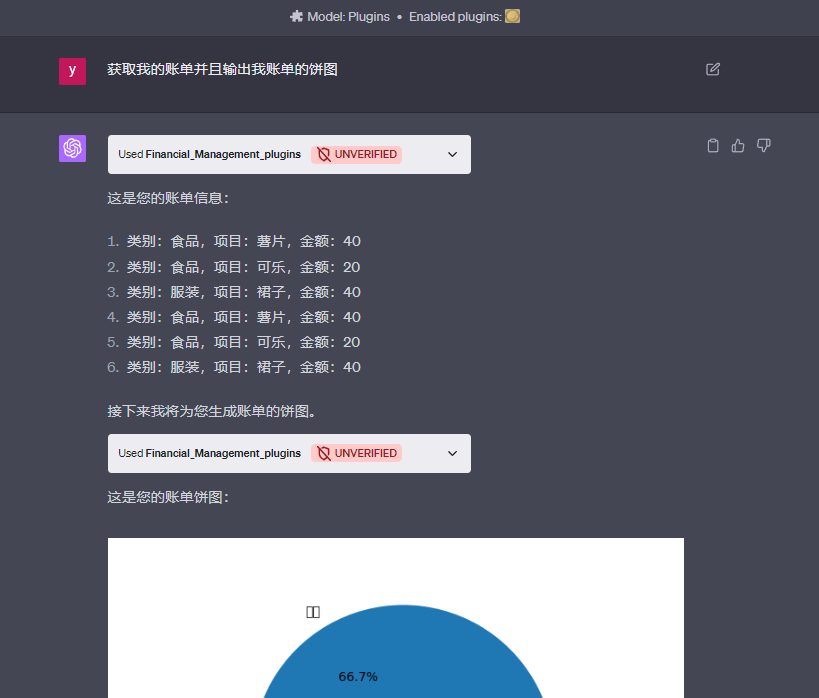 Model: Plugins • Enabled plugins:
y
获取我的账单并且输出我账单的饼图
Used Financial_Management_plugins UNVERIFIED
这是您的账单信息:
1. 类别: 食品, 项目: 薯片, 金额: 40
2. 类别: 食品, 项目: 可乐, 金额: 20
3. 类别: 服装, 项目: 裙子, 金额: 40
4. 类别: 食品, 项目: 薯片, 金额: 40
5. 类别: 食品, 项目: 可乐, 金额: 20
6. 类别: 服装, 项目: 裙子, 金额: 40
接下来我将为您生成账单的饼图。
Used Financial_Management_plugins UNVERIFIED
这是您的账单饼图:
66.7%